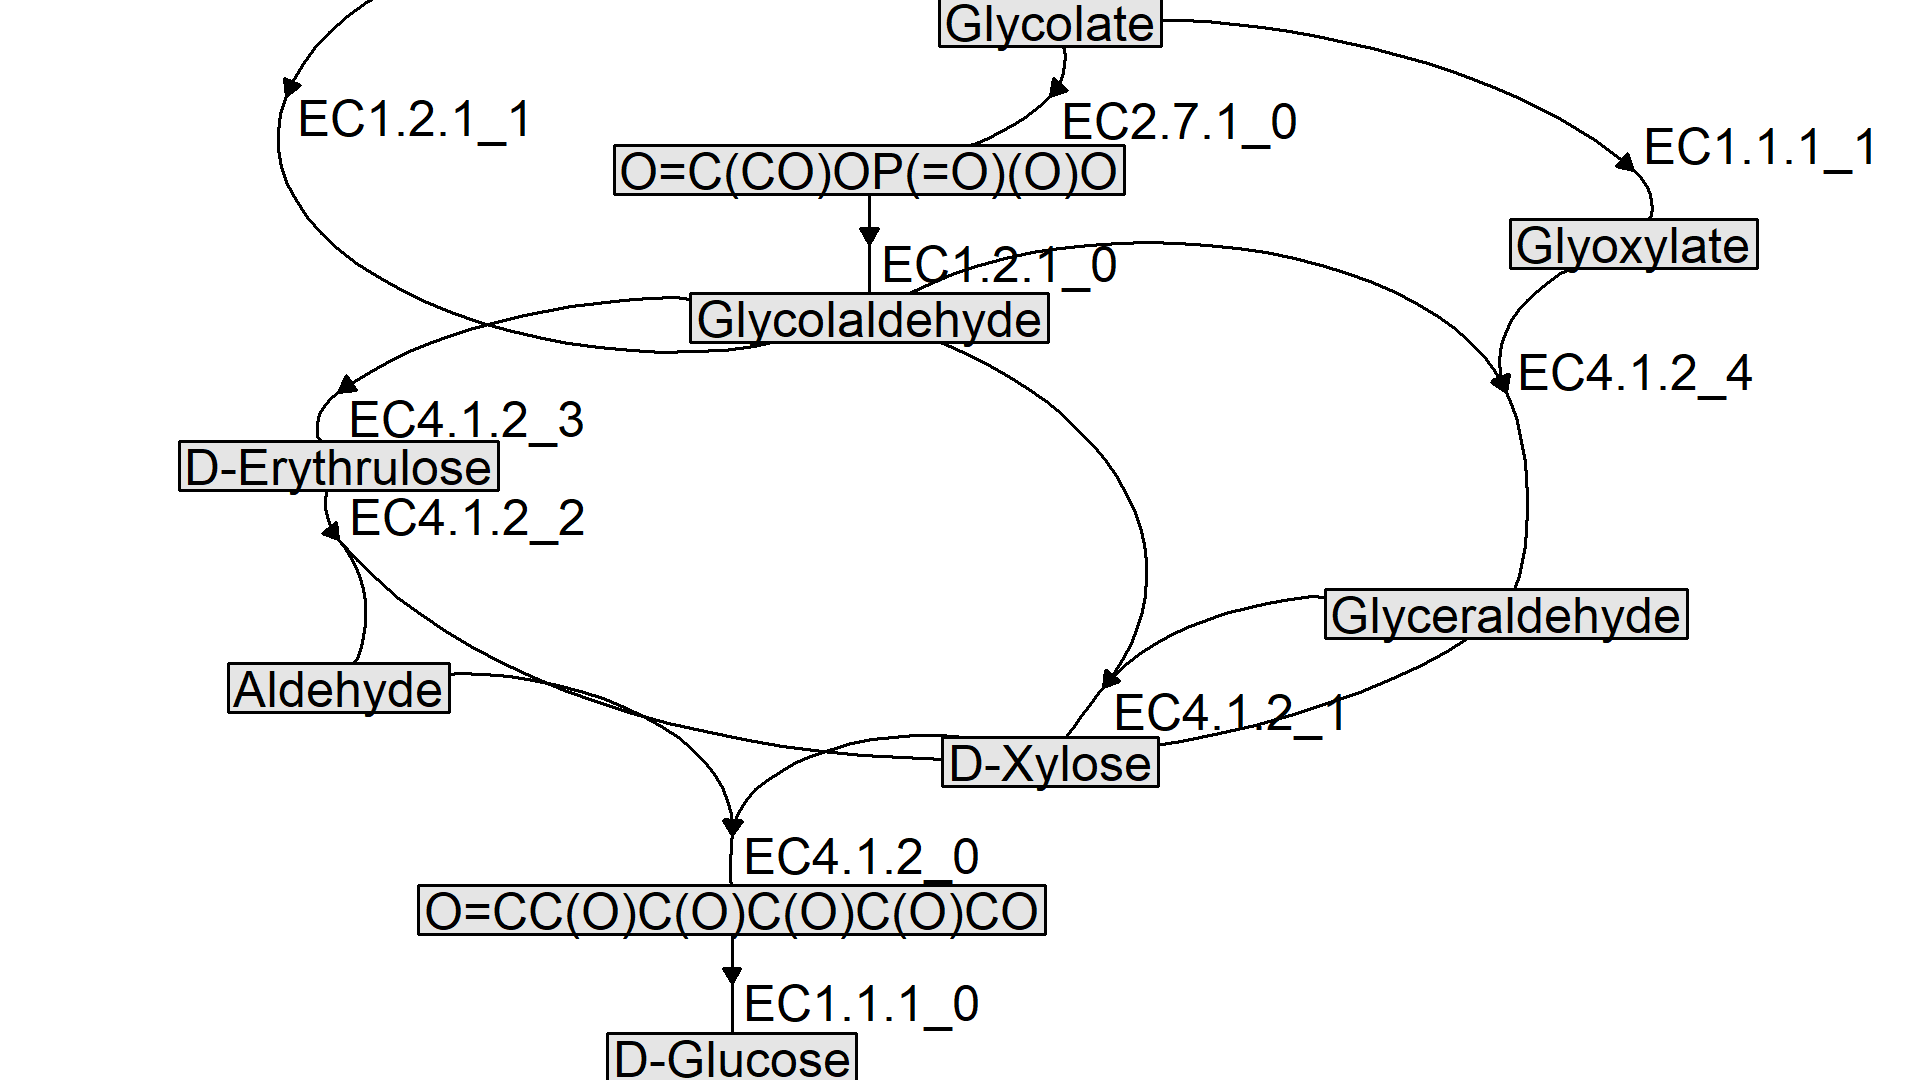 Glycolate
EC1.2.1_1
EC2.7.1_0
EC1.1.1_1
O=C(CO)OP(=O)(O)O
Glyoxylate
EC1.2.1_0
Glycolaldehyde
EC4.1.2_4
EC4.1.2_3
D-Erythrulose
EC4.1.2_2
Glyceraldehyde
Aldehyde
EC4.1.2_1
D-Xylose
EC4.1.2_0
O=CC(O)C(O)C(O)C(O)CO
EC1.1.1_0
D-Glucose